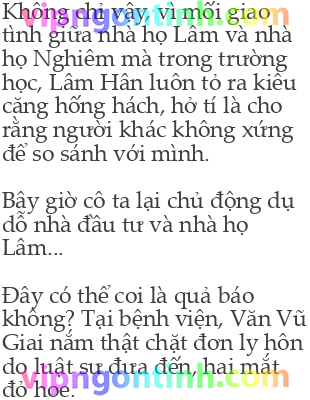 Không chỉ vậy, vì mối giao
tình giữa nhà họ Lâm và nhà
họ Nghiêm mà trong trường
học, Lâm Hân luôn tỏ ra kiêu
căng hống hách, hở tí là cho
rằng người khác không xứng
để so sánh với mình.
Bây giờ cô ta lại chủ động dụ
dỗ nhà đầu tư và nhà họ
Lâm...
Đây có thể coi là quả báo
không? Tại bệnh viện, Văn Vũ
Giai nắm thật chặt đơn ly hôn
do luật sư đưa đến, hai mắt
đỏ hoe.
vipngontinh.com
vipngontinh.com
vipngontinh.com